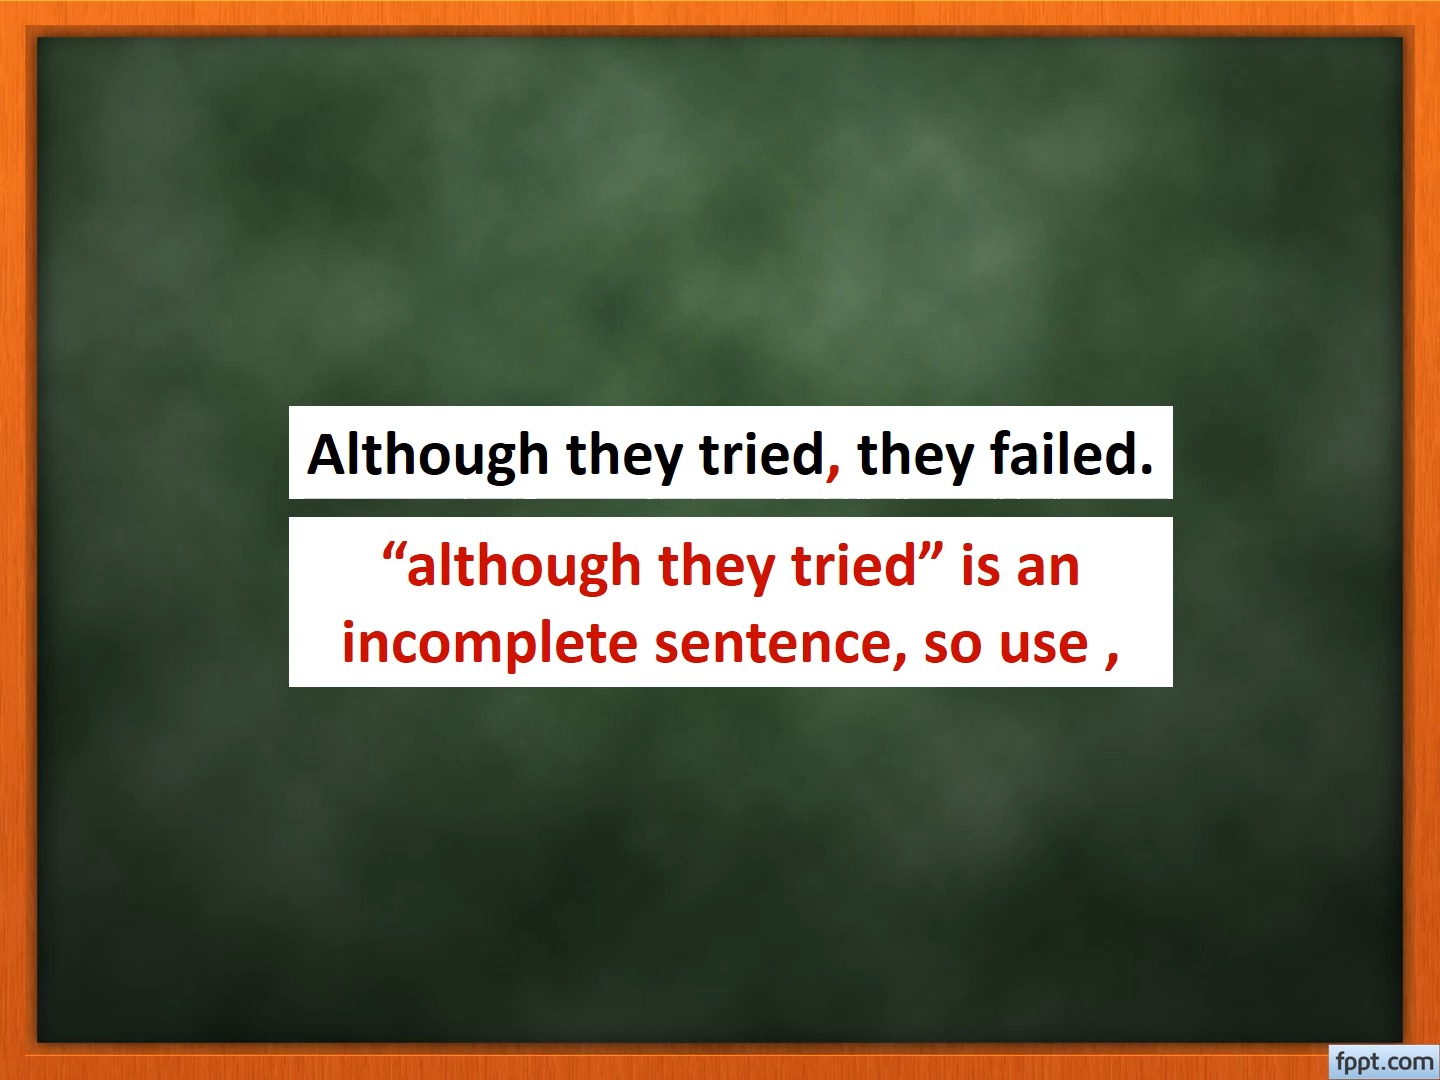 Although they tried, they failed.
“although they tried” is an
incomplete sentence, so use ,
fppt.com